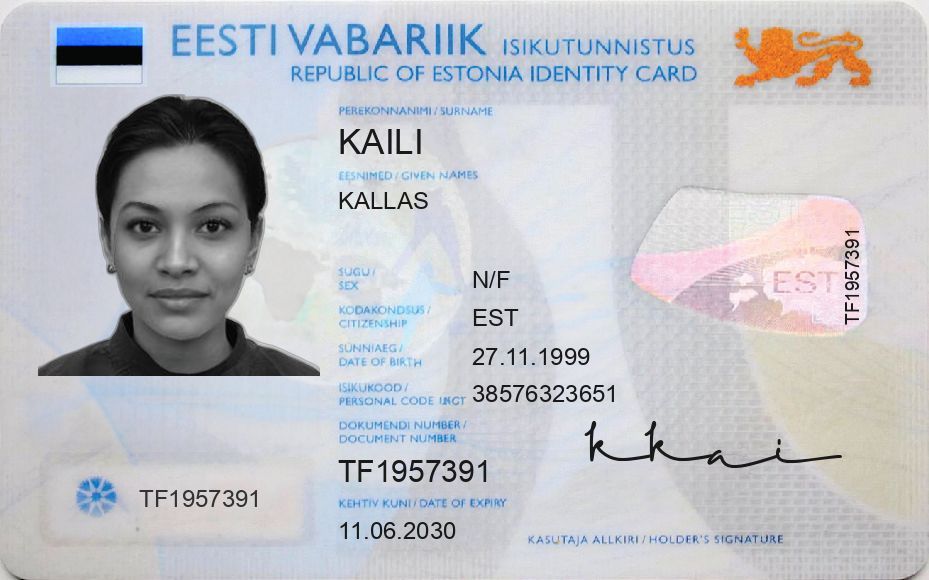 EESTI VABARIIK ISIKUTUNNISTUS
REPUBLIC OF ESTONIA IDENTITY CARD
PEREKONNANIMI / SURNAME
KAILI
EESNIMED / GIVEN NAMES
KALLAS
SUGU /
SEX
N/F
KODAKONDSUS /
CITIZENSHIP
EST
SÜNNIAEG /
DATE OF BIRTH
27.11.1999
ISIKUKOOD /
PERSONAL CODE
38576323651
DOKUMENDI NUMBER /
DOCUMENT NUMBER
TF1957391
KEHTIV KUNI / DATE OF EXPIRY
11.06.2030
TF1957391
EST
TF1957391
kkai
KASUTAJA ALLKIRI / HOLDER'S SIGNATURE